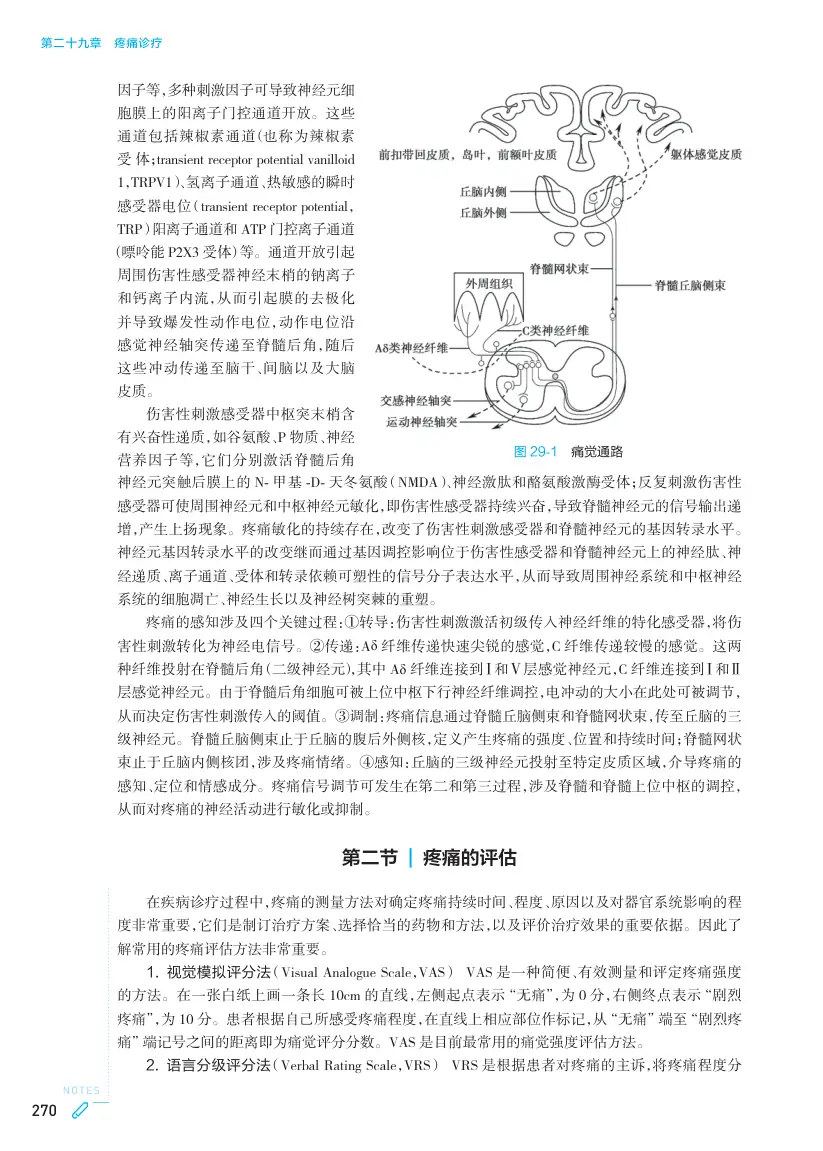 第二十九章 疼痛诊疗
因子等，多种刺激因子可导致神经元细
胞膜上的阳离子门控通道开放。这些
通道包括辣椒素通道（也称为辣椒素
受体；transient receptor potential vanilloid
1，TRPV1）、氢离子通道、热敏感的瞬时
感受器电位（transient receptor potential，
TRP）阳离子通道和 ATP 门控离子通道
（嘌呤能 P2X3 受体）等。通道开放引起
周围伤害性感受器神经末梢的钠离子
和钙离子内流，从而引起膜的去极化
并导致爆发性动作电位，动作电位沿
感觉神经轴突传递至脊髓后角，随后
这些冲动传递至脑干、间脑以及大脑
皮质。
伤害性刺激感受器中枢突末梢含
有兴奋性递质，如谷氨酸、P 物质、神经
营养因子等，它们分别激活脊髓后角
前扣带回皮质，岛叶，前额叶皮质
躯体感觉皮质
丘脑内侧
丘脑外侧
脊髓网状束
外周组织
脊髓丘脑侧束
C类神经纤维
Aδ类神经纤维
交感神经轴突
运动神经轴突
图 29-1 痛觉通路
神经元突触后膜上的 N- 甲基 -D- 天冬氨酸（NMDA）、神经激肽和酪氨酸激酶受体；反复刺激伤害性
感受器可使周围神经元和中枢神经元敏化，即伤害性感受器持续兴奋，导致脊髓神经元的信号输出递
增，产生上扬现象。疼痛敏化的持续存在，改变了伤害性刺激感受器和脊髓神经元的基因转录水平。
神经元基因转录水平的改变继而通过基因调控影响位于伤害性感受器和脊髓神经元上的神经肽、神
经递质、离子通道、受体和转录依赖可塑性的信号分子表达水平，从而导致周围神经系统和中枢神经
系统的细胞凋亡、神经生长以及神经树突棘的重塑。
疼痛的感知涉及四个关键过程：①转导：伤害性刺激激活初级传入神经纤维的特化感受器，将伤
害性刺激转化为神经电信号。②传递：Aδ 纤维传递快速尖锐的感觉，C 纤维传递较慢的感觉。这两
种纤维投射在脊髓后角（二级神经元），其中 Aδ 纤维连接到Ⅰ和Ⅴ层感觉神经元，C 纤维连接到Ⅰ和Ⅱ
层感觉神经元。由于脊髓后角细胞可被上位中枢下行神经纤维调控，电冲动的大小在此处可被调节，
从而决定伤害性刺激传入的阈值。③调制：疼痛信息通过脊髓丘脑侧束和脊髓网状束，传至丘脑的三
级神经元。脊髓丘脑侧束止于丘脑的腹后外侧核，定义产生疼痛的强度、位置和持续时间；脊髓网状
束止于丘脑内侧核团，涉及疼痛情绪。④感知：丘脑的三级神经元投射至特定皮质区域，介导疼痛的
感知、定位和情感成分。疼痛信号调节可发生在第二和第三过程，涉及脊髓和脊髓上位中枢的调控，
从而对疼痛的神经活动进行敏化或抑制。
第二节 | 疼痛的评估
在疾病诊疗过程中，疼痛的测量方法对确定疼痛持续时间、程度、原因以及对器官系统影响的程
度非常重要，它们是制订治疗方案、选择恰当的药物和方法，以及评价治疗效果的重要依据。因此了
解常用的疼痛评估方法非常重要。
1. 视觉模拟评分法（Visual Analogue Scale，VAS） VAS 是一种简便、有效测量和评定疼痛强度
的方法。在一张白纸上画一条长 10cm 的直线，左侧起点表示“无痛”，为 0 分，右侧终点表示“剧烈
疼痛”，为 10 分。患者根据自己所感受疼痛程度，在直线上相应部位作标记，从“无痛”端至“剧烈疼
痛”端记号之间的距离即为痛觉评分分数。VAS 是目前最常用的痛觉强度评估方法。
2. 语言分级评分法（Verbal Rating Scale，VRS） VRS 是根据患者对疼痛的主诉，将疼痛程度分
NOTES
270